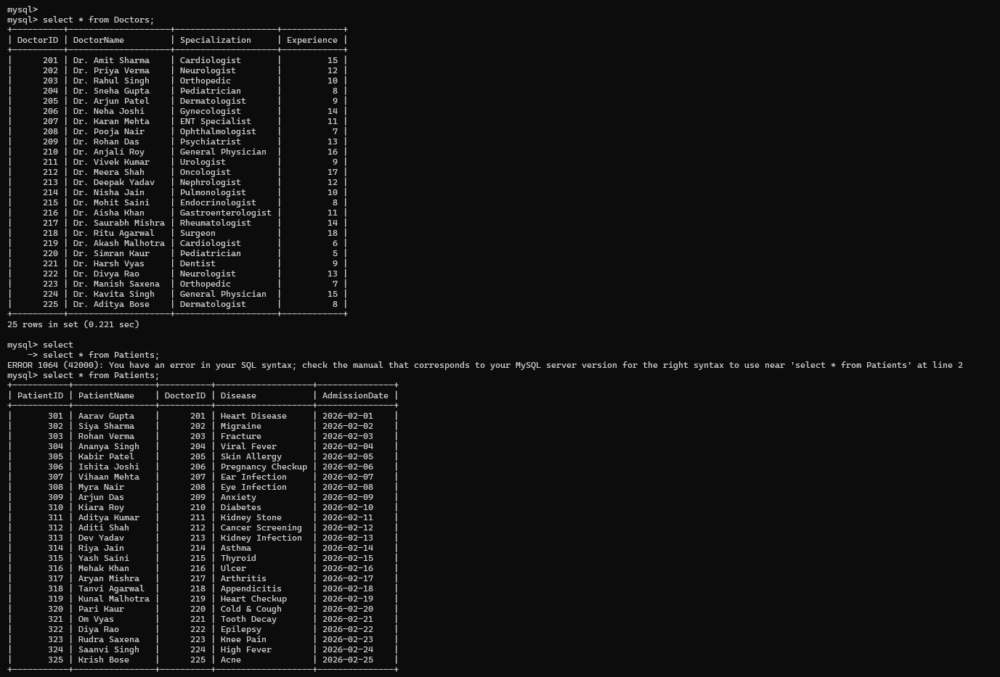 mysql>
mysql> select * from Doctors;
+----------+--------------------+--------------------+------------+
| DoctorID | DoctorName         | Specialization     | Experience |
+----------+--------------------+--------------------+------------+
|      201 | Dr. Amit Sharma    | Cardiologist       |         15 |
|      202 | Dr. Priya Verma    | Neurologist        |         12 |
|      203 | Dr. Rahul Singh    | Orthopedic         |         10 |
|      204 | Dr. Sneha Gupta    | Pediatrician       |          8 |
|      205 | Dr. Arjun Patel    | Dermatologist      |          9 |
|      206 | Dr. Neha Joshi     | Gynecologist       |         14 |
|      207 | Dr. Karan Mehta    | ENT Specialist     |         11 |
|      208 | Dr. Pooja Nair     | Ophthalmologist    |          7 |
|      209 | Dr. Rohan Das      | Psychiatrist       |         13 |
|      210 | Dr. Anjali Roy     | General Physician  |         16 |
|      211 | Dr. Vivek Kumar    | Urologist          |          9 |
|      212 | Dr. Meera Shah     | Oncologist         |         17 |
|      213 | Dr. Deepak Yadav   | Nephrologist       |         12 |
|      214 | Dr. Nisha Jain     | Pulmonologist      |         10 |
|      215 | Dr. Mohit Saini    | Endocrinologist    |          8 |
|      216 | Dr. Aisha Khan     | Gastroenterologist |         11 |
|      217 | Dr. Saurabh Mishra | Rheumatologist     |         14 |
|      218 | Dr. Ritu Agarwal   | Surgeon            |         18 |
|      219 | Dr. Akash Malhotra | Cardiologist       |          6 |
|      220 | Dr. Simran Kaur    | Pediatrician       |          5 |
|      221 | Dr. Harsh Vyas     | Dentist            |          9 |
|      222 | Dr. Divya Rao      | Neurologist        |         13 |
|      223 | Dr. Manish Saxena  | Orthopedic         |          7 |
|      224 | Dr. Kavita Singh   | General Physician  |         15 |
|      225 | Dr. Aditya Bose    | Dermatologist      |          8 |
+----------+--------------------+--------------------+------------+
25 rows in set (0.221 sec)

mysql> select
    -> select * from Patients;
ERROR 1064 (42000): You have an error in your SQL syntax; check the manual that corresponds to your MySQL server version for the right syntax to use near 'select * from Patients' at line 2
mysql> select * from Patients;
+-----------+----------------+----------+-------------------+---------------+
| PatientID | PatientName    | DoctorID | Disease           | AdmissionDate |
+-----------+----------------+----------+-------------------+---------------+
|       301 | Aarav Gupta    |      201 | Heart Disease     | 2026-02-01    |
|       302 | Siya Sharma    |      202 | Migraine          | 2026-02-02    |
|       303 | Rohan Verma    |      203 | Fracture          | 2026-02-03    |
|       304 | Ananya Singh   |      204 | Viral Fever       | 2026-02-04    |
|       305 | Kabir Patel    |      205 | Skin Allergy      | 2026-02-05    |
|       306 | Ishita Joshi   |      206 | Pregnancy Checkup | 2026-02-06    |
|       307 | Vihaan Mehta   |      207 | Ear Infection     | 2026-02-07    |
|       308 | Myra Nair      |      208 | Eye Infection     | 2026-02-08    |
|       309 | Arjun Das      |      209 | Anxiety           | 2026-02-09    |
|       310 | Kiara Roy      |      210 | Diabetes          | 2026-02-10    |
|       311 | Aditya Kumar   |      211 | Kidney Stone      | 2026-02-11    |
|       312 | Aditi Shah     |      212 | Cancer Screening  | 2026-02-12    |
|       313 | Dev Yadav      |      213 | Kidney Infection  | 2026-02-13    |
|       314 | Riya Jain      |      214 | Asthma            | 2026-02-14    |
|       315 | Yash Saini     |      215 | Thyroid           | 2026-02-15    |
|       316 | Mehak Khan     |      216 | Ulcer             | 2026-02-16    |
|       317 | Aryan Mishra   |      217 | Arthritis         | 2026-02-17    |
|       318 | Tanvi Agarwal  |      218 | Appendicitis      | 2026-02-18    |
|       319 | Kunal Malhotra |      219 | Heart Checkup     | 2026-02-19    |
|       320 | Pari Kaur      |      220 | Cold & Cough      | 2026-02-20    |
|       321 | Om Vyas        |      221 | Tooth Decay       | 2026-02-21    |
|       322 | Diya Rao       |      222 | Epilepsy          | 2026-02-22    |
|       323 | Rudra Saxena   |      223 | Knee Pain         | 2026-02-23    |
|       324 | Saanvi Singh   |      224 | High Fever        | 2026-02-24    |
|       325 | Krish Bose     |      225 | Acne              | 2026-02-25    |
+-----------+----------------+----------+-------------------+---------------+